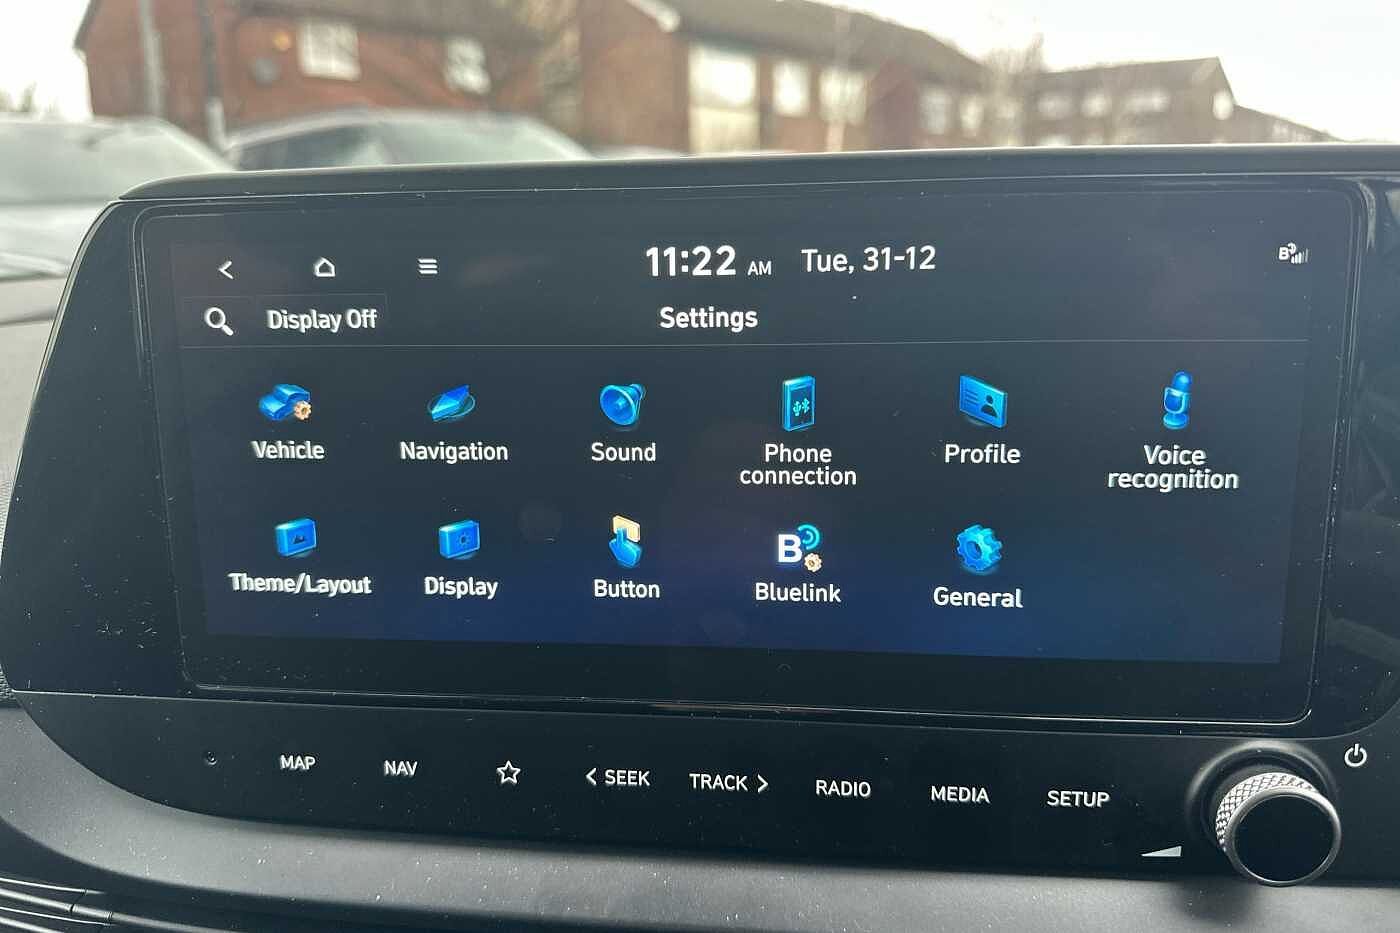 11:22 AM Tue, 31-12
B
Display Off
Settings
Vehicle
Navigation
Sound
Phone
connection
Profile
Voice
recognition
Theme/Layout
Display
Button
B
Bluelink
General
MAP
NAV
< SEEK
TRACK >
RADIO
MEDIA
SETUP